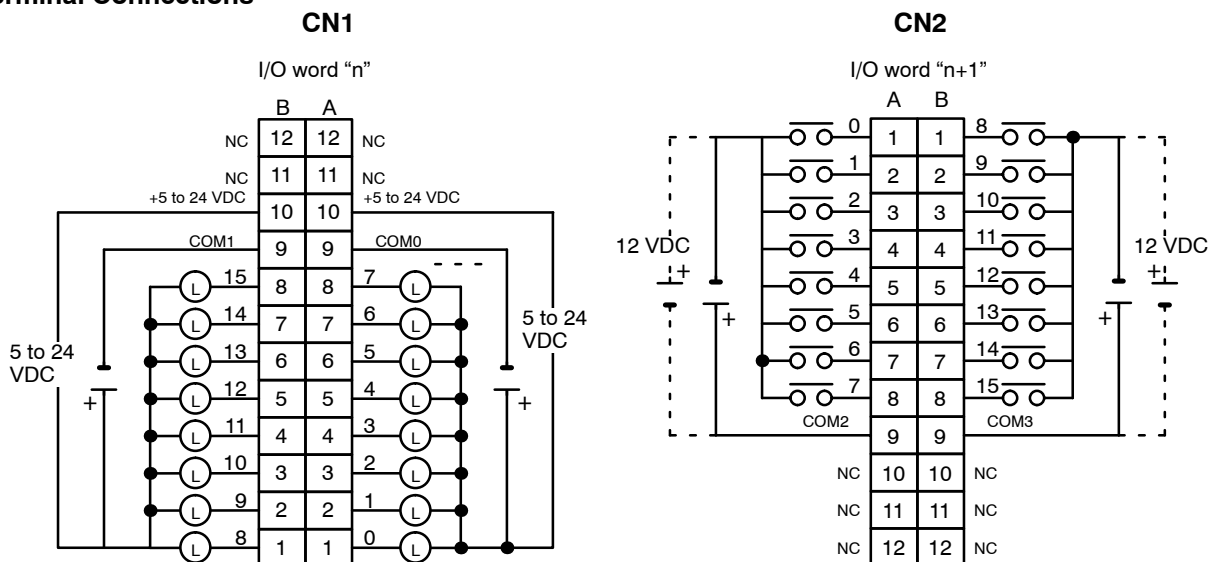 CN1
I/O word “n”
B A
NC 12 12 NC
NC 11 11 NC
+5 to 24 VDC 10 10 +5 to 24 VDC
COM1 9 9 COM0
L 15 8 8 7 L
L 14 7 7 6 L
L 13 6 6 5 L
L 12 5 5 4 L
L 11 4 4 3 L
L 10 3 3 2 L
L 9 2 2 1 L
L 8 1 1 0 L
5 to 24
VDC
+
5 to 24
VDC
+
CN2
I/O word “n+1”
A B
0 1 1 8
1 2 2 9
2 3 3 10
3 4 4 11
4 5 5 12
5 6 6 13
6 7 7 14
7 8 8 15
COM2 9 9 COM3
NC 10 10 NC
NC 11 11 NC
NC 12 12 NC
12 VDC
+
+
12 VDC
+
+